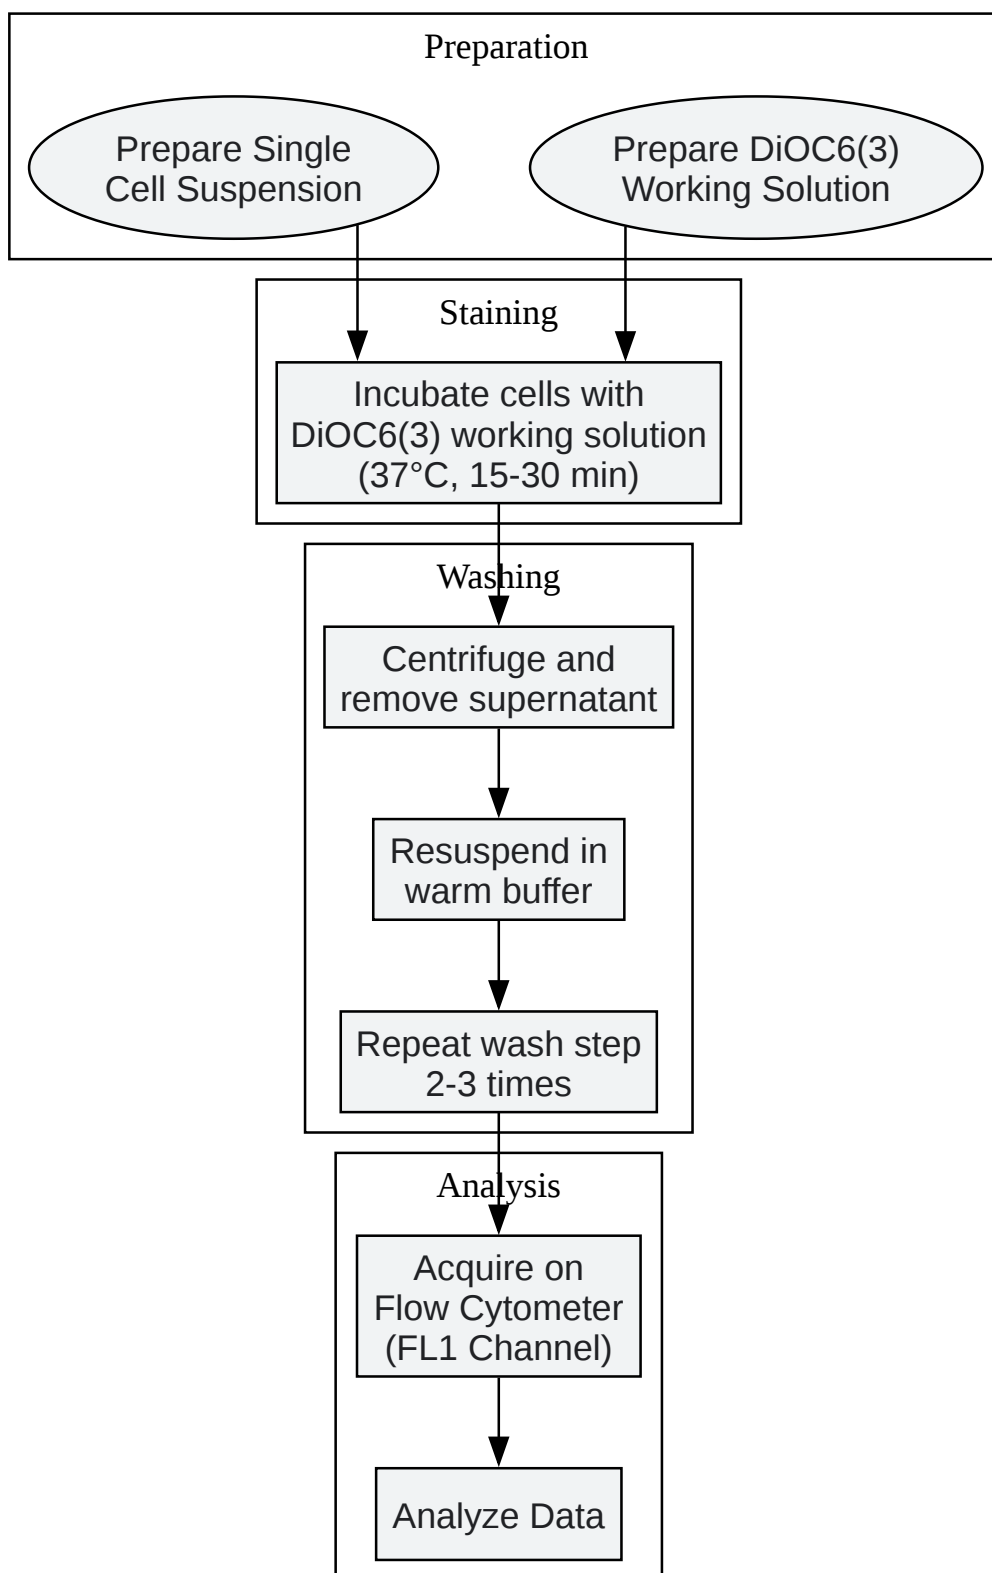 Preparation
Prepare Single
Cell Suspension
Prepare DiOC6(3)
Working Solution
Staining
Incubate cells with
DiOC6(3) working solution
(37°C, 15-30 min)
Washing
Centrifuge and
remove supernatant
Resuspend in
warm buffer
Repeat wash step
2-3 times
Analysis
Acquire on
Flow Cytometer
(FL1 Channel)
Analyze Data